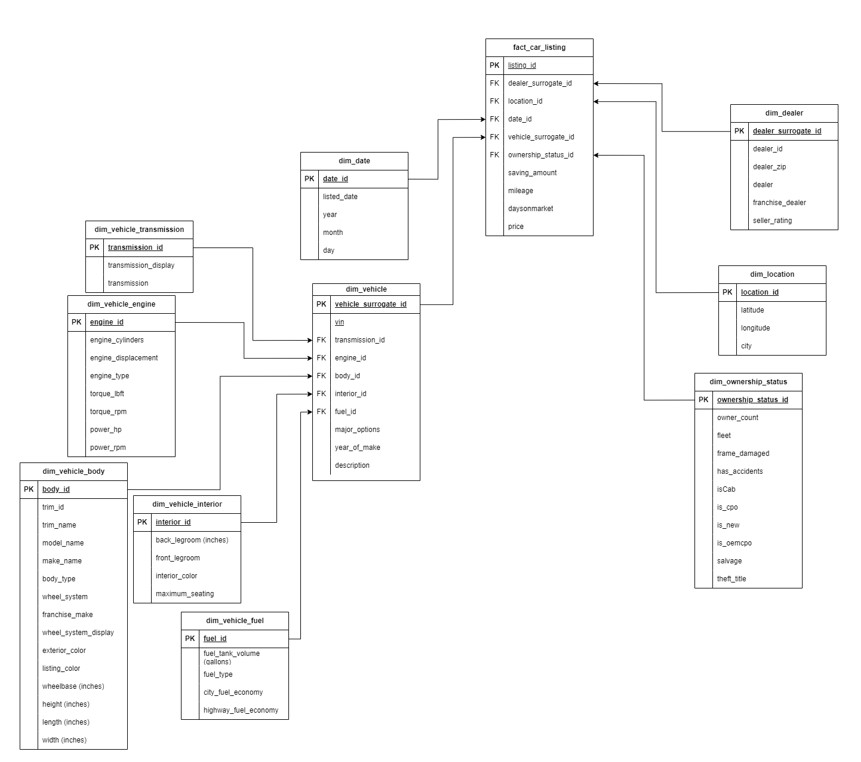 fact_car_listing
PK listing_id
FK dealer_surrogate_id
FK location_id
FK date_id
FK vehicle_surrogate_id
FK ownership_status_id
saving_amount
mileage
daysonmarket
price
dim_dealer
PK dealer_surrogate_id
dealer_id
dealer_zip
dealer
franchise_dealer
seller_rating
dim_date
PK date_id
listed_date
year
month
day
dim_vehicle_transmission
PK transmission_id
transmission_display
transmission
dim_location
PK location_id
latitude
longitude
city
dim_vehicle
PK vehicle_surrogate_id
vin
FK transmission_id
FK engine_id
FK body_id
FK interior_id
FK fuel_id
major_options
year_of_make
description
dim_vehicle_engine
PK engine_id
engine_cylinders
engine_displacement
engine_type
torque_lbft
torque_rpm
power_hp
power_rpm
dim_ownership_status
PK ownership_status_id
owner_count
fleet
frame_damaged
has_accidents
isCab
is_cpo
is_new
is_oemcpo
salvage
theft_title
dim_vehicle_body
PK body_id
trim_id
trim_name
model_name
make_name
body_type
wheel_system
franchise_make
wheel_system_display
exterior_color
listing_color
wheelbase (inches)
height (inches)
length (inches)
width (inches)
dim_vehicle_interior
PK interior_id
back_legroom (inches)
front_legroom
interior_color
maximum_seating
dim_vehicle_fuel
PK fuel_id
fuel_tank_volume
(gallons)
fuel_type
city_fuel_economy
highway_fuel_economy